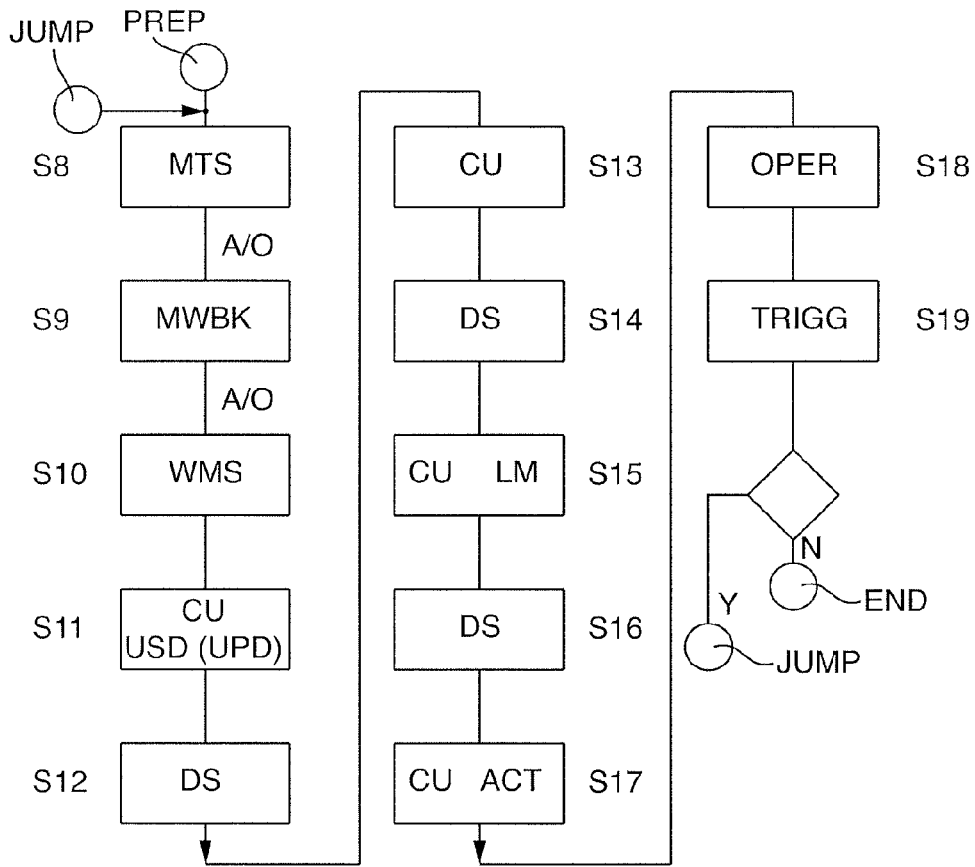 JUMP
PREP
S8
MTS
A/O
S9
MWBK
A/O
S10
WMS
S11
CU
USD (UPD)
S12
DS
CU
S13
DS
S14
CU LM
S15
DS
S16
CU ACT
S17
OPER
S18
TRIGG
S19
N
END
Y
JUMP